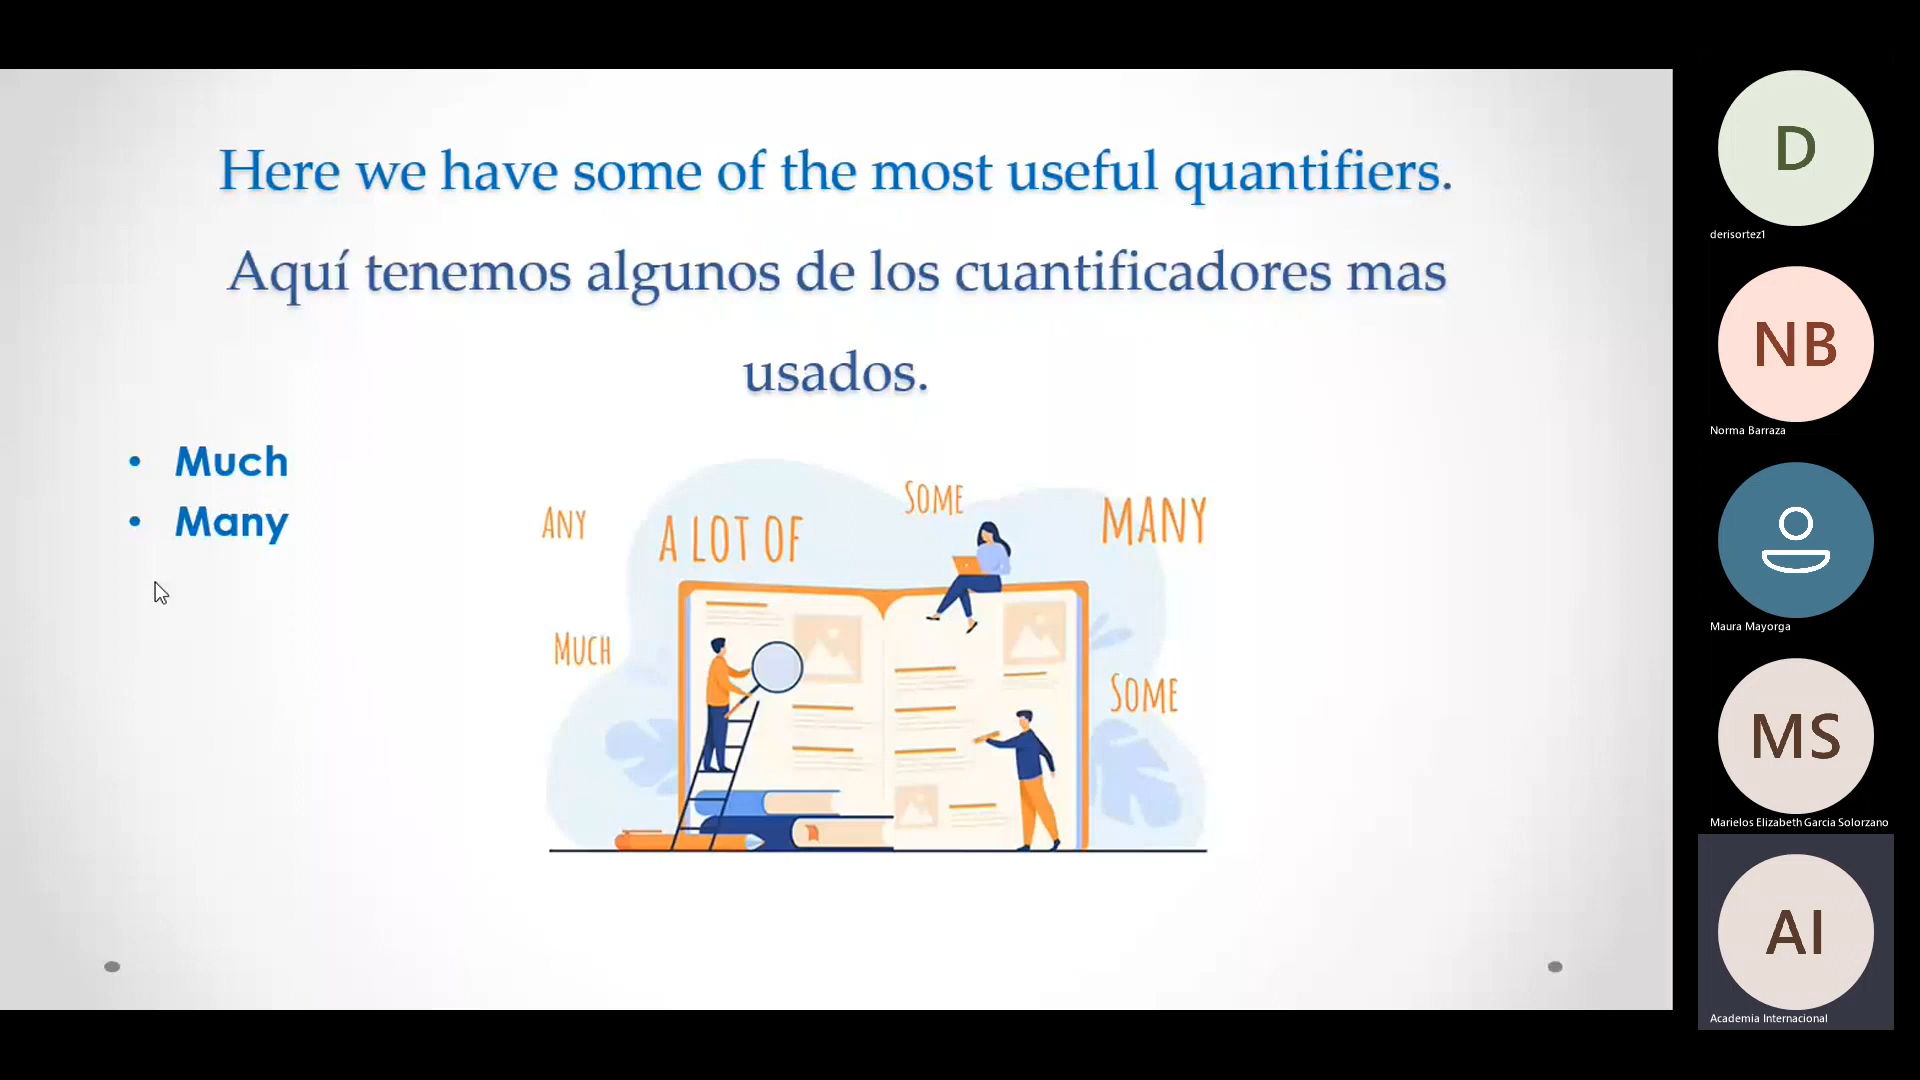 Here we have some of the most useful quantifiers.
Aquí tenemos algunos de los cuantificadores mas
usados.
• Much
• Many
ANY
A LOT OF
SOME
MANY
MUCH
SOME
D
derisortez1
NB
Norma Barraza
Maura Mayorga
MS
Marielos Elizabeth Garcia Solorzano
AI
Academia Internacional